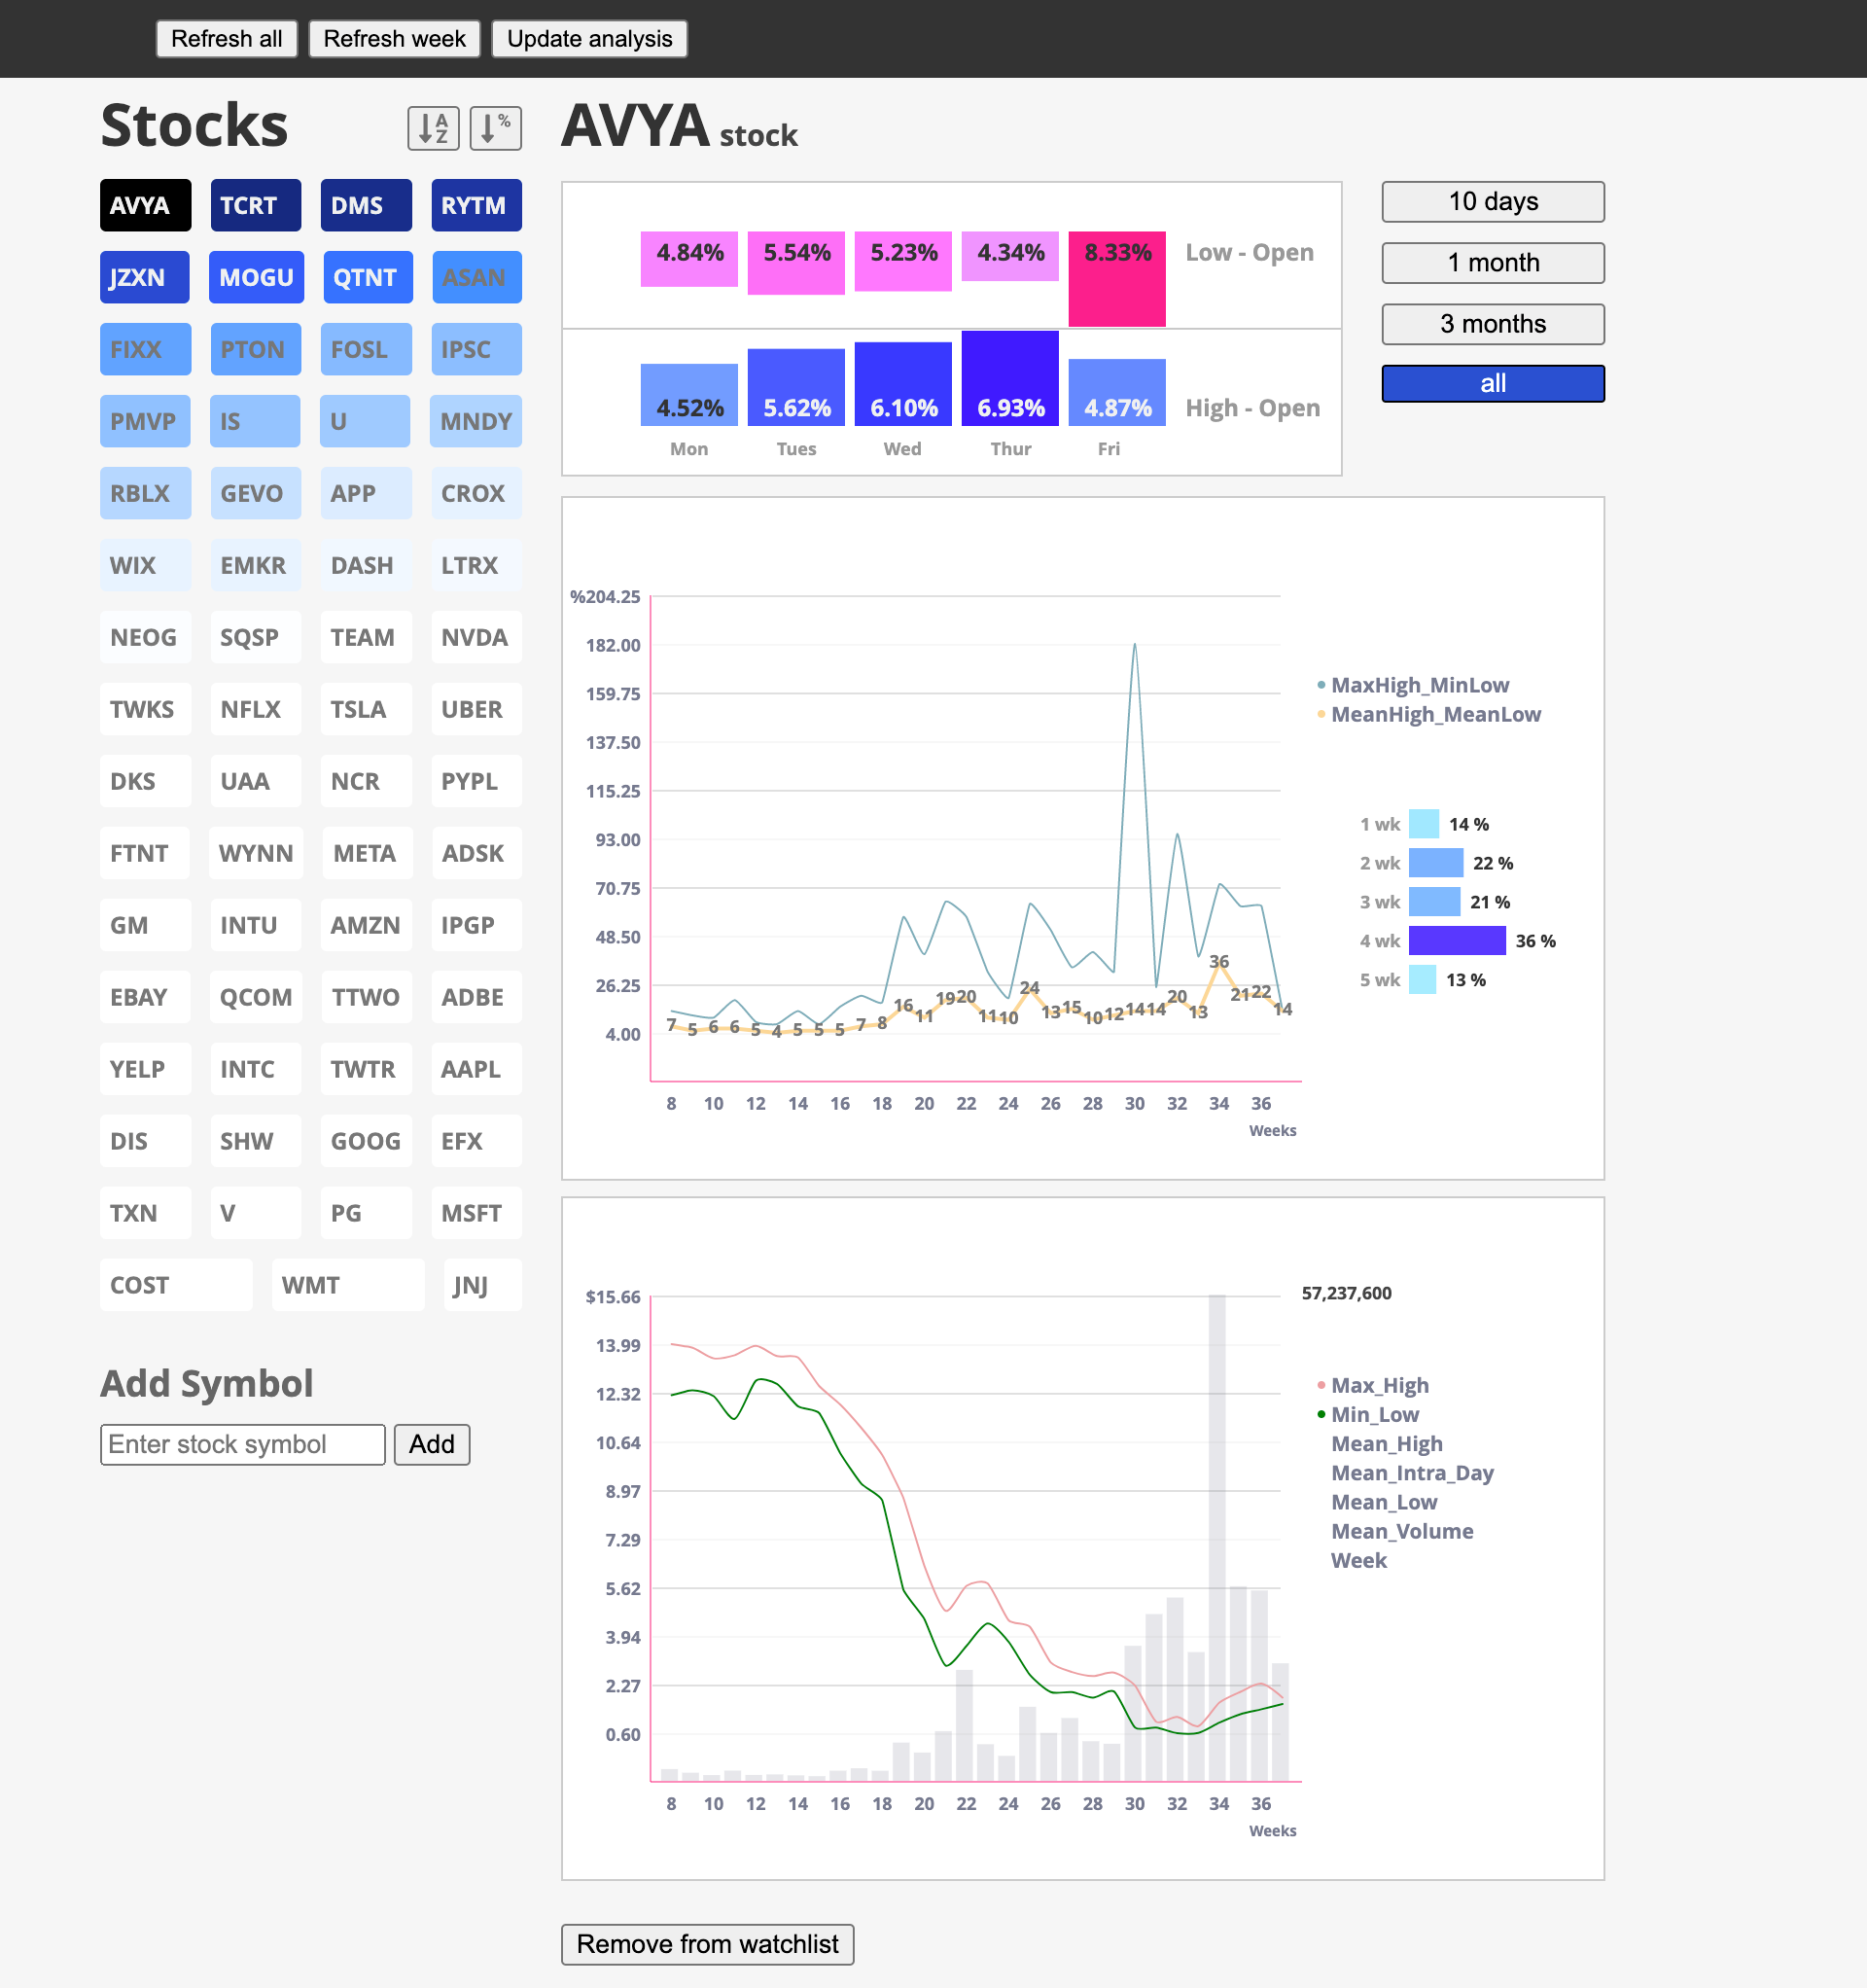 Refresh all Refresh week Update analysis
Stocks
A
Z
%
AVYA TCRT DMS RYTM
JZXN MOGU QTNT ASAN
FIXX PTON FOSL IPSC
PMVP IS U MNDY
RBLX GEVO APP CROX
WIX EMKR DASH LTRX
NEOG SQSP TEAM NVDA
TWKS NFLX TSLA UBER
DKS UAA NCR PYPL
FTNT WYNN META ADSK
GM INTU AMZN IPGP
EBAY QCOM TTWO ADBE
YELP INTC TWTR AAPL
DIS SHW GOOG EFX
TXN V PG MSFT
COST WMT JNJ
Add Symbol
Enter stock symbol Add
AVYA stock
4.84% 5.54% 5.23% 4.34% 8.33% Low - Open
4.52% 5.62% 6.10% 6.93% 4.87% High - Open
Mon Tues Wed Thur Fri
10 days
1 month
3 months
all
%204.25
182.00
159.75
137.50
115.25
93.00
70.75
48.50
26.25
4.00
7 5 6 6 5 4 5 5 5 7 8 16 11 19 20 11 10 24 13 15 10 12 14 14 20 13 36 21 22 14
8 10 12 14 16 18 20 22 24 26 28 30 32 34 36
Weeks
MaxHigh_MinLow
MeanHigh_MeanLow
1 wk 14 %
2 wk 22 %
3 wk 21 %
4 wk 36 %
5 wk 13 %
$15.66
13.99
12.32
10.64
8.97
7.29
5.62
3.94
2.27
0.60
8 10 12 14 16 18 20 22 24 26 28 30 32 34 36
Weeks
57,237,600
Max_High
Min_Low
Mean_High
Mean_Intra_Day
Mean_Low
Mean_Volume
Week
Remove from watchlist